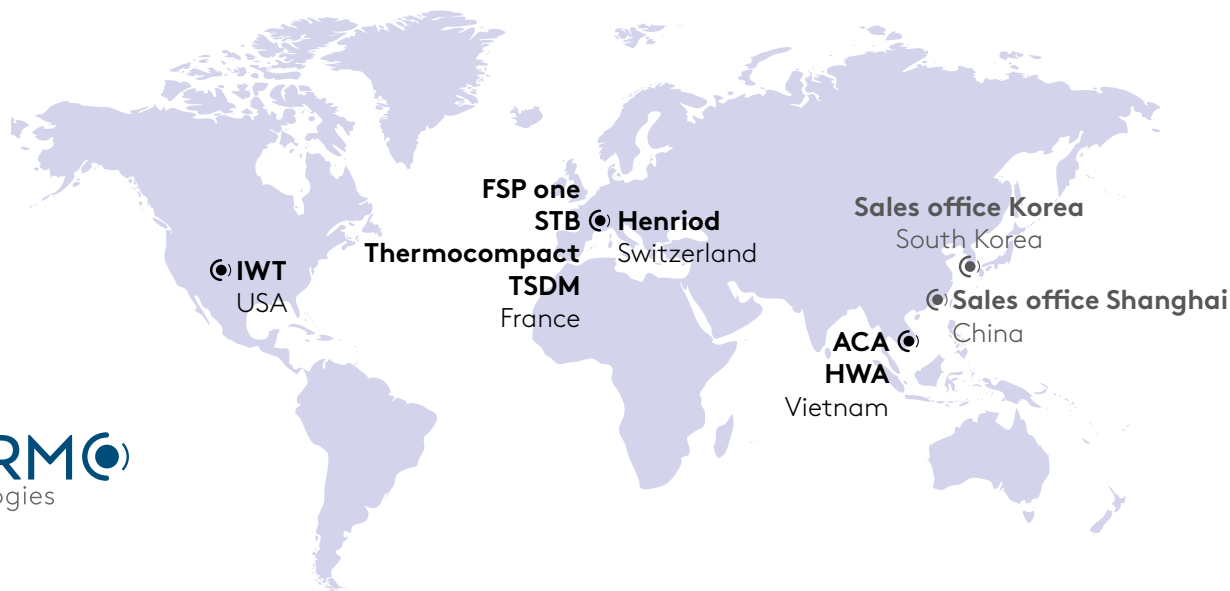 FSP one
STB
Thermocompact
TSDM
France
Henriod
Switzerland
IWT
USA
Sales office Korea
South Korea
Sales office Shanghai
China
ACA
HWA
Vietnam
RM
ogies